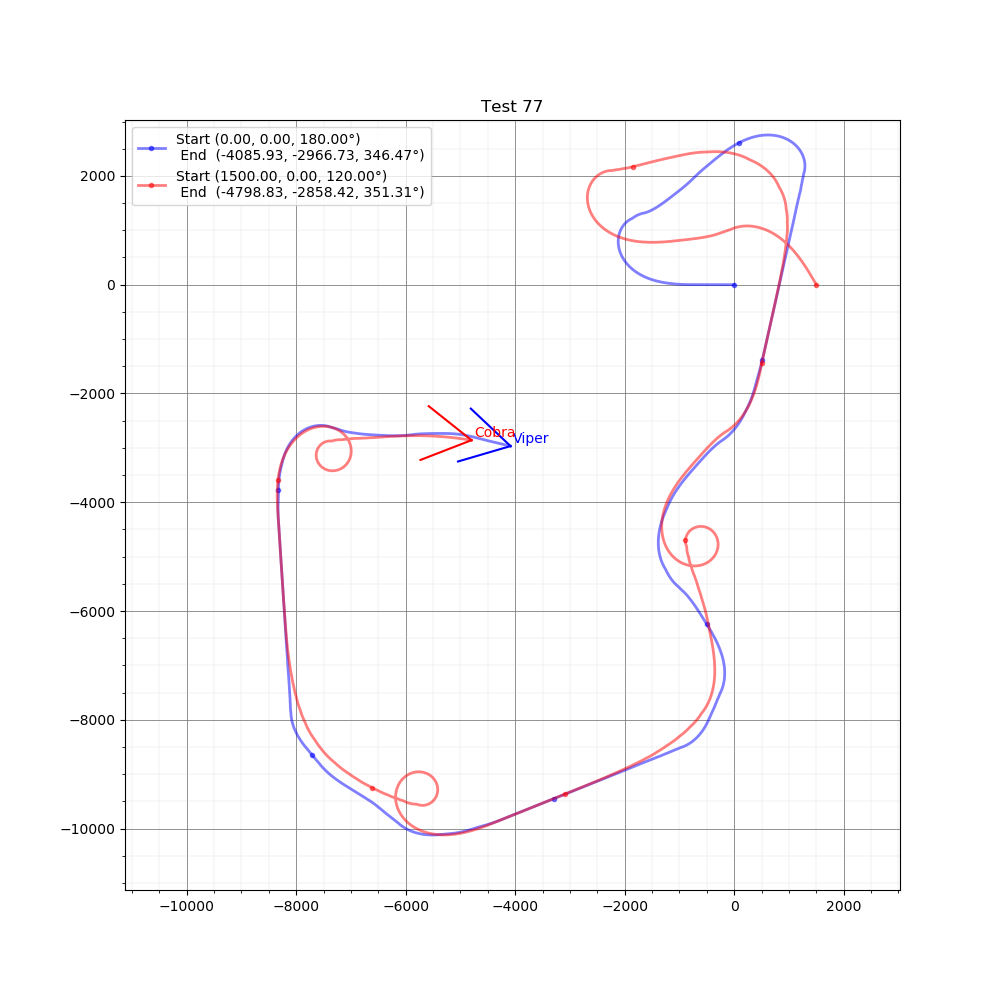 Test 77
Start (0.00, 0.00, 180.00°)
End  (-4085.93, -2966.73, 346.47°)
Start (1500.00, 0.00, 120.00°)
End  (-4798.83, -2858.42, 351.31°)
2000
0
−2000
−4000
−6000
−8000
−10000
Cobra
Viper
−10000 −8000 −6000 −4000 −2000 0 2000